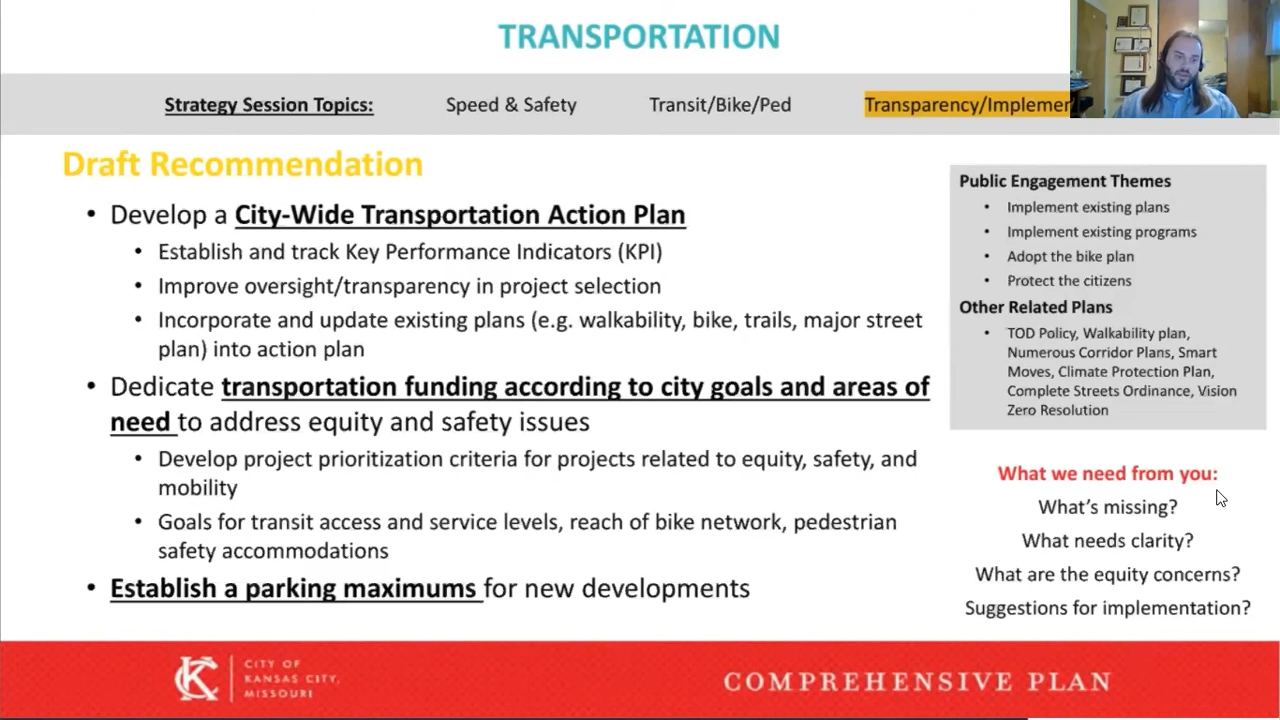 TRANSPORTATION
Strategy Session Topics:
Speed & Safety
Transit/Bike/Ped
Transparency/Implemen
Draft Recommendation
• Develop a City-Wide Transportation Action Plan
• Establish and track Key Performance Indicators (KPI)
• Improve oversight/transparency in project selection
• Incorporate and update existing plans (e.g. walkability, bike, trails, major street
plan) into action plan
• Dedicate transportation funding according to city goals and areas of
need to address equity and safety issues
• Develop project prioritization criteria for projects related to equity, safety, and
mobility
• Goals for transit access and service levels, reach of bike network, pedestrian
safety accommodations
• Establish a parking maximums for new developments
Public Engagement Themes
• Implement existing plans
• Implement existing programs
• Adopt the bike plan
• Protect the citizens
Other Related Plans
• TOD Policy, Walkability plan,
Numerous Corridor Plans, Smart
Moves, Climate Protection Plan,
Complete Streets Ordinance, Vision
Zero Resolution
What we need from you:
What's missing?
What needs clarity?
What are the equity concerns?
Suggestions for implementation?
KC
CITY OF
KANSAS CITY,
MISSOURI
COMPREHENSIVE PLAN